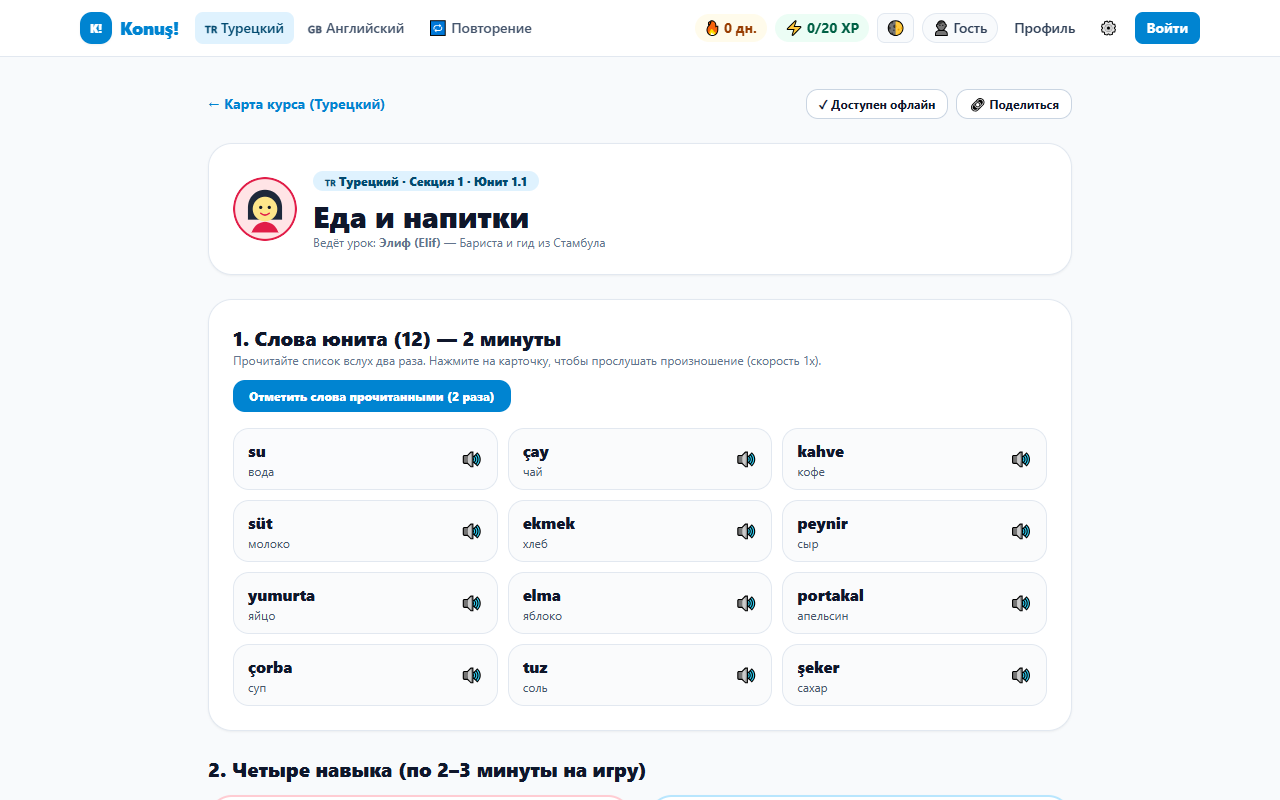 K! Konuş! TR Турецкий GB Английский Повторение 0 дн. 0/20 XP Гость Профиль Войти
← Карта курса (Турецкий) ✓ Доступен офлайн Поделиться
TR Турецкий · Секция 1 · Юнит 1.1
Еда и напитки
Ведёт урок: Элиф (Elif) — Бариста и гид из Стамбула
1. Слова юнита (12) — 2 минуты
Прочитайте список вслух два раза. Нажмите на карточку, чтобы прослушать произношение (скорость 1x).
Отметить слова прочитанными (2 раза)
su çay kahve
вода чай кофе
süt ekmek peynir
молоко хлеб сыр
yumurta elma portakal
яйцо яблоко апельсин
çorba tuz şeker
суп соль сахар
2. Четыре навыка (по 2–3 минуты на игру)